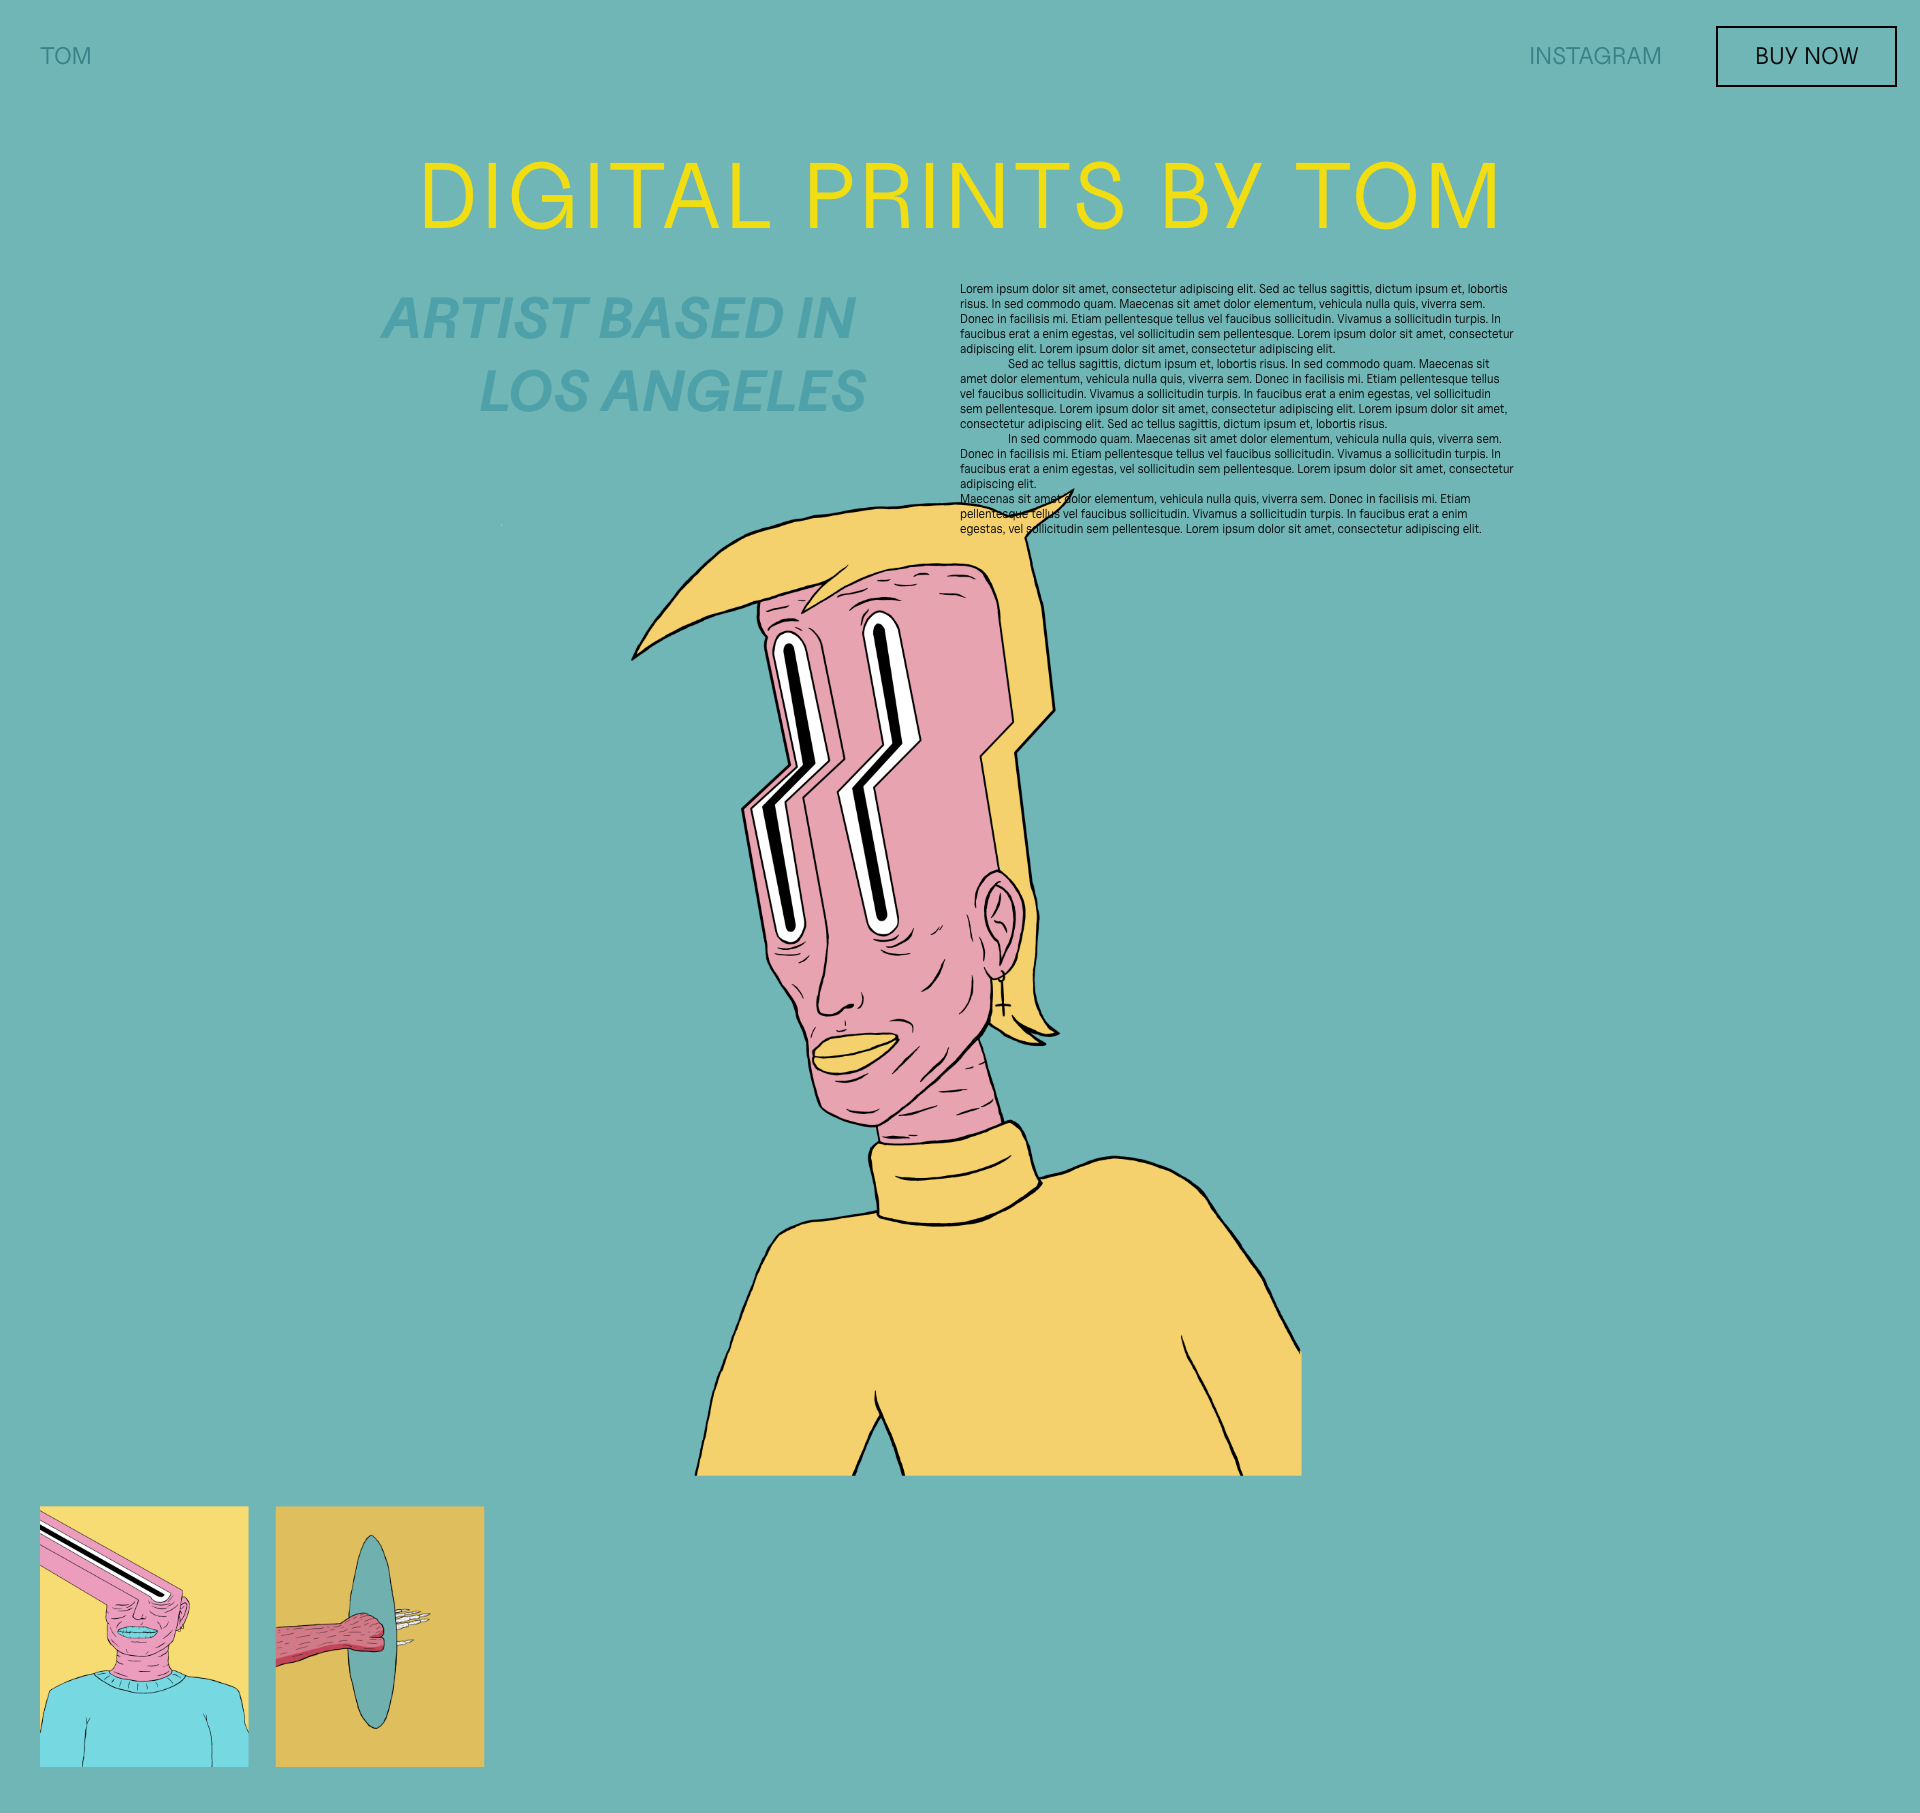 TOM
INSTAGRAM
BUY NOW
DIGITAL PRINTS BY TOM
ARTIST BASED IN
LOS ANGELES
Lorem ipsum dolor sit amet, consectetur adipiscing elit. Sed ac tellus sagittis, dictum ipsum et, lobortis
risus. In sed commodo quam. Maecenas sit amet dolor elementum, vehicula nulla quis, viverra sem.
Donec in facilisis mi. Etiam pellentesque tellus vel faucibus sollicitudin. Vivamus a sollicitudin turpis. In
faucibus erat a enim egestas, vel sollicitudin sem pellentesque. Lorem ipsum dolor sit amet, consectetur
adipiscing elit. Lorem ipsum dolor sit amet, consectetur adipiscing elit.
Sed ac tellus sagittis, dictum ipsum et, lobortis risus. In sed commodo quam. Maecenas sit
amet dolor elementum, vehicula nulla quis, viverra sem. Donec in facilisis mi. Etiam pellentesque tellus
vel faucibus sollicitudin. Vivamus a sollicitudin turpis. In faucibus erat a enim egestas, vel sollicitudin
sem pellentesque. Lorem ipsum dolor sit amet, consectetur adipiscing elit. Lorem ipsum dolor sit amet,
consectetur adipiscing elit. Sed ac tellus sagittis, dictum ipsum et, lobortis risus.
In sed commodo quam. Maecenas sit amet dolor elementum, vehicula nulla quis, viverra sem.
Donec in facilisis mi. Etiam pellentesque tellus vel faucibus sollicitudin. Vivamus a sollicitudin turpis. In
faucibus erat a enim egestas, vel sollicitudin sem pellentesque. Lorem ipsum dolor sit amet, consectetur
adipiscing elit.
Maecenas sit amet dolor elementum, vehicula nulla quis, viverra sem. Donec in facilisis mi. Etiam
pellentesque tellus vel faucibus sollicitudin. Vivamus a sollicitudin turpis. In faucibus erat a enim
egestas, vel sollicitudin sem pellentesque. Lorem ipsum dolor sit amet, consectetur adipiscing elit.